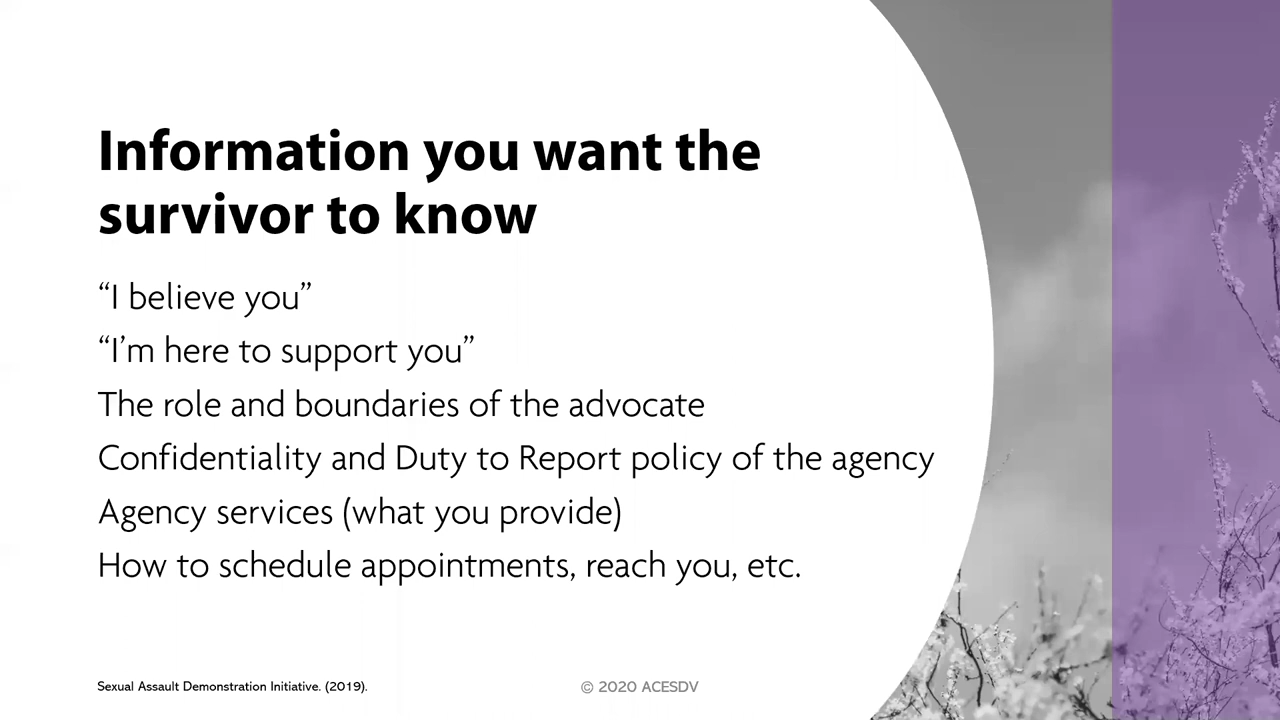 Information you want the
survivor to know
“I believe you”
“I’m here to support you”
The role and boundaries of the advocate
Confidentiality and Duty to Report policy of the agency
Agency services (what you provide)
How to schedule appointments, reach you, etc.
Sexual Assault Demonstration Initiative. (2019).
© 2020 ACESDV